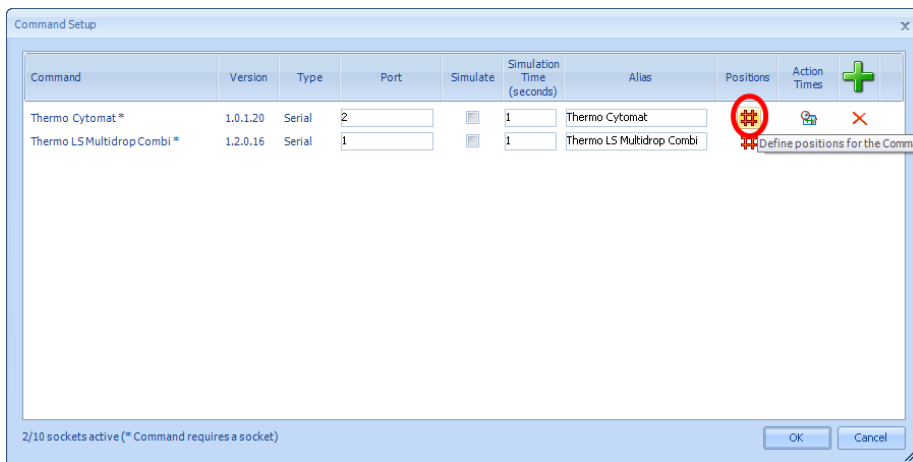 Command Setup
Command Version Type Port Simulate Simulation Time (seconds) Alias Positions Action Times
Thermo Cytomat * 1.0.1.20 Serial 2 1 Thermo Cytomat
Thermo LS Multidrop Combi * 1.2.0.16 Serial 1 1 Thermo LS Multidrop Combi
Define positions for the Comm
2/10 sockets active (* Command requires a socket)
OK Cancel